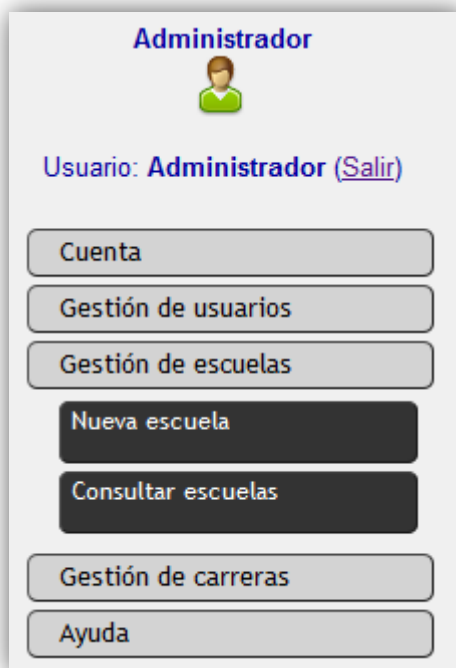 Administrador
Usuario: Administrador (Salir)
Cuenta
Gestión de usuarios
Gestión de escuelas
Nueva escuela
Consultar escuelas
Gestión de carreras
Ayuda